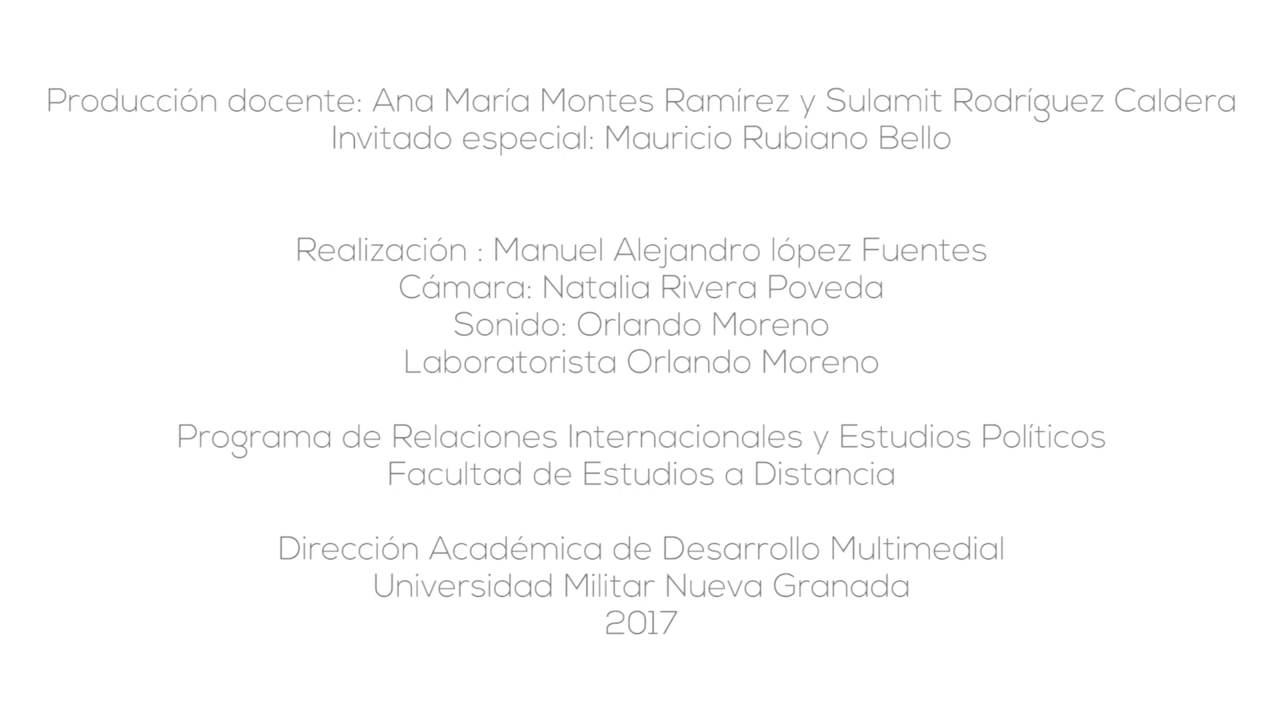 Producción docente: Ana María Montes Ramírez y Sulamit Rodríguez Caldera
Invitado especial: Mauricio Rubiano Bello
Realización : Manuel Alejandro lópez Fuentes
Cámara: Natalia Rivera Poveda
Sonido: Orlando Moreno
Laboratorista Orlando Moreno
Programa de Relaciones Internacionales y Estudios Políticos
Facultad de Estudios a Distancia
Dirección Académica de Desarrollo Multimedial
Universidad Militar Nueva Granada
2017